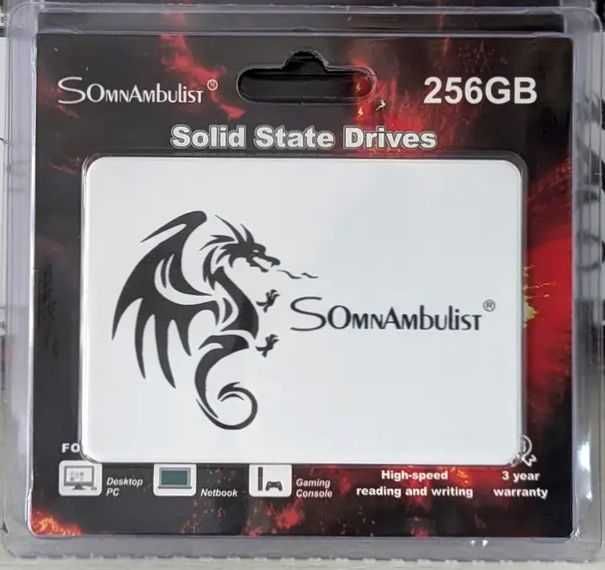 SOmnAmbulist® 256GB
Solid State Drives
SOmnAmbulist®
FO
Desktop
PC
Netbook
Gaming
Console
High-speed
reading and writing
3 year
warranty